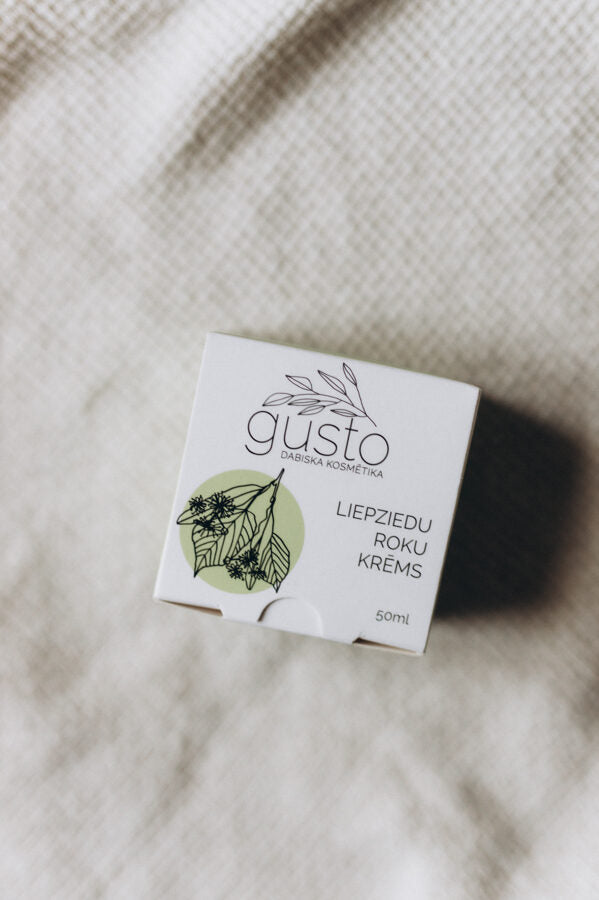 gusto
DABISKA KOSMĒTIKA
LIEPZIEDU
ROKU
KRĒMS
50ml